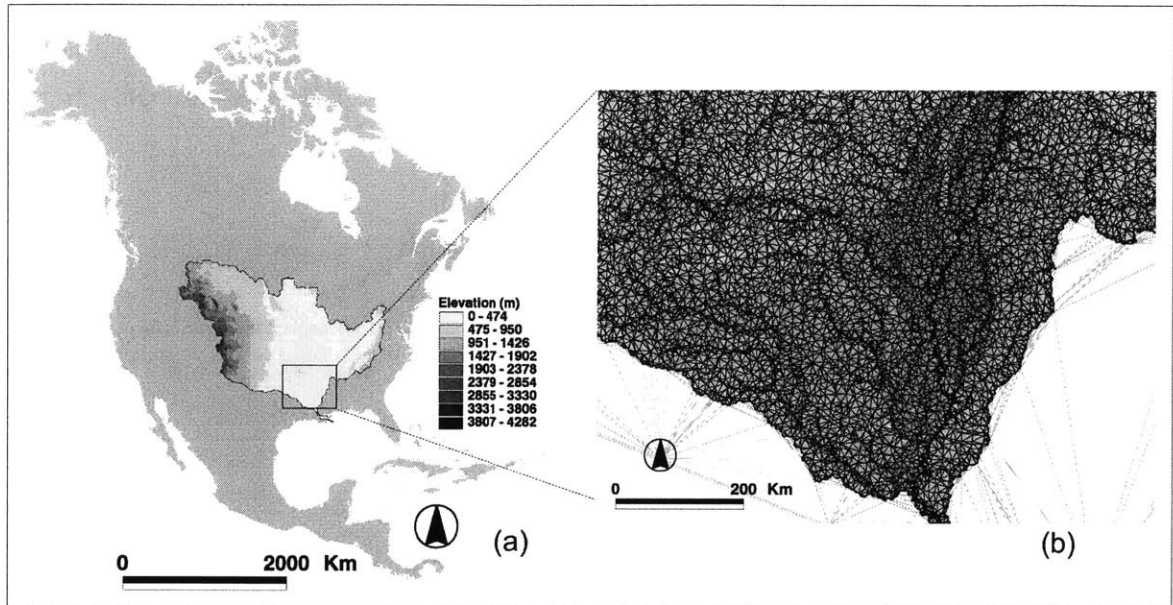 Elevation (m)
0 - 474
475 - 950
951 - 1426
1427 - 1902
1903 - 2378
2379 - 2854
2855 - 3330
3331 - 3806
3807 - 4282
(a)
0 2000 Km
0 200 Km
(b)